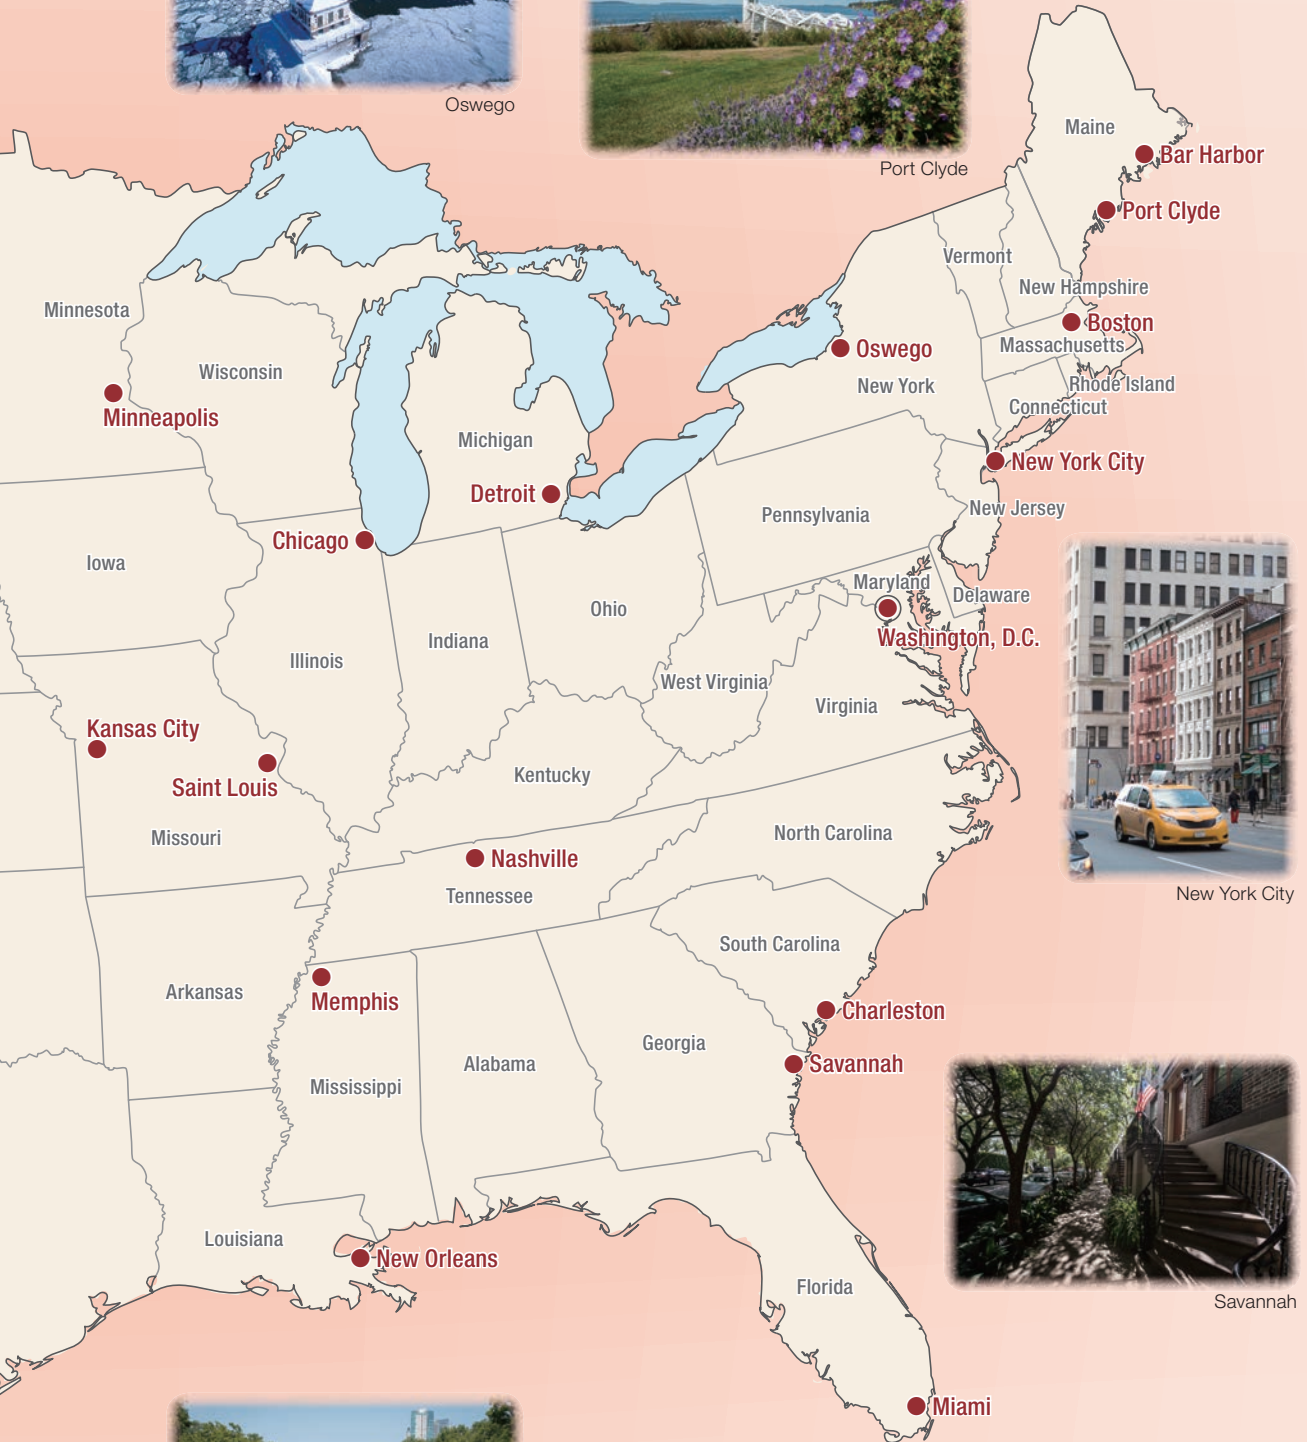 Oswego
Port Clyde
Maine
Bar Harbor
Port Clyde
Vermont
New Hampshire
Minnesota
Boston
Massachusetts
Oswego
Wisconsin
New York
Rhode Island
Connecticut
Minneapolis
Michigan
New York City
Detroit
New Jersey
Pennsylvania
Chicago
Iowa
Maryland
Delaware
Ohio
Washington, D.C.
Indiana
Illinois
West Virginia
Virginia
Kansas City
Saint Louis
Kentucky
Missouri
North Carolina
Nashville
Tennessee
New York City
South Carolina
Arkansas
Memphis
Charleston
Georgia
Alabama
Savannah
Mississippi
Louisiana
New Orleans
Florida
Savannah
Miami